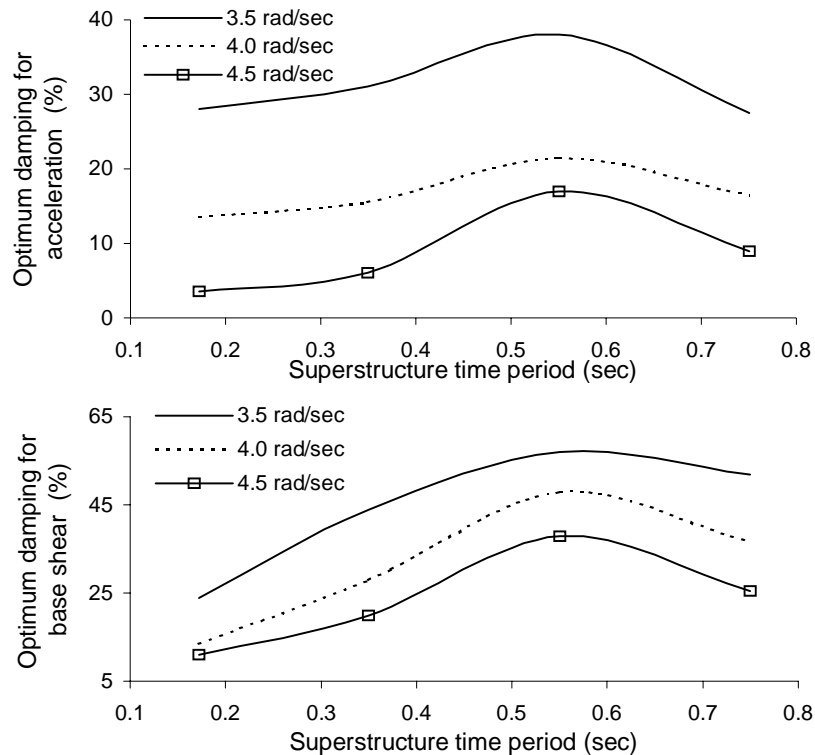 Optimum damping for
acceleration (%)
40
30
20
10
0
3.5 rad/sec
4.0 rad/sec
4.5 rad/sec
0.1 0.2 0.3 0.4 0.5 0.6 0.7 0.8
Superstructure time period (sec)
Optimum damping for
base shear (%)
65
45
25
5
3.5 rad/sec
4.0 rad/sec
4.5 rad/sec
0.1 0.2 0.3 0.4 0.5 0.6 0.7 0.8
Superstructure time period (sec)